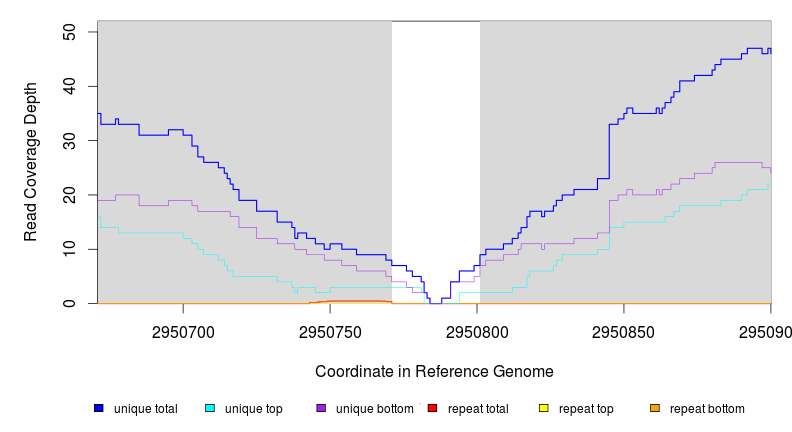 50
40
30
20
10
0
Read Coverage Depth
2950700 2950750 2950800 2950850 295090
Coordinate in Reference Genome
unique total unique top unique bottom repeat total repeat top repeat bottom